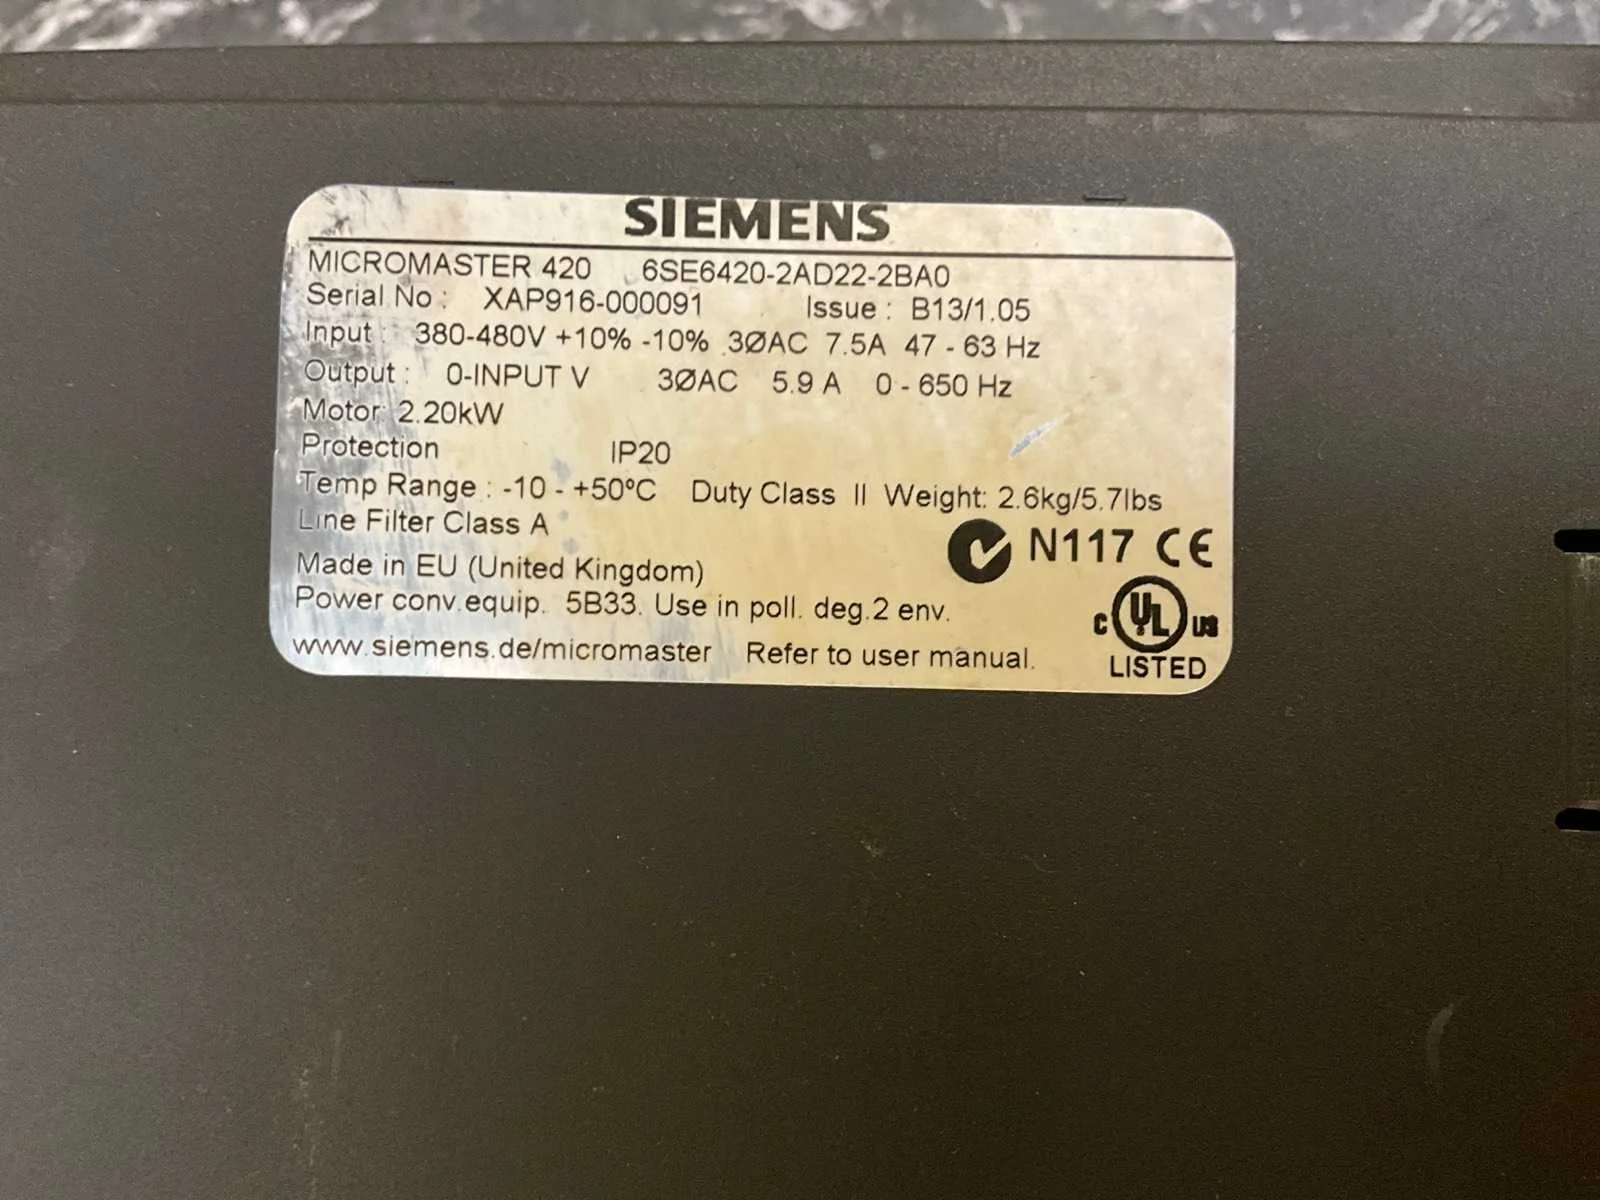 SIEMENS
MICROMASTER 420 6SE6420-2AD22-2BA0
Serial No : XAP916-000091 Issue : B13/1.05
Input : 380-480V +10% -10% 3ØAC 7.5A 47 - 63 Hz
Output : 0-INPUT V 3ØAC 5.9 A 0 - 650 Hz
Motor: 2.20kW
Protection IP20
Temp Range : -10 - +50ºC Duty Class II Weight: 2.6kg/5.7lbs
Line Filter Class A
N117 CE
Made in EU (United Kingdom)
Power conv.equip. 5B33. Use in poll. deg.2 env.
C UL US
www.siemens.de/micromaster Refer to user manual.
LISTED